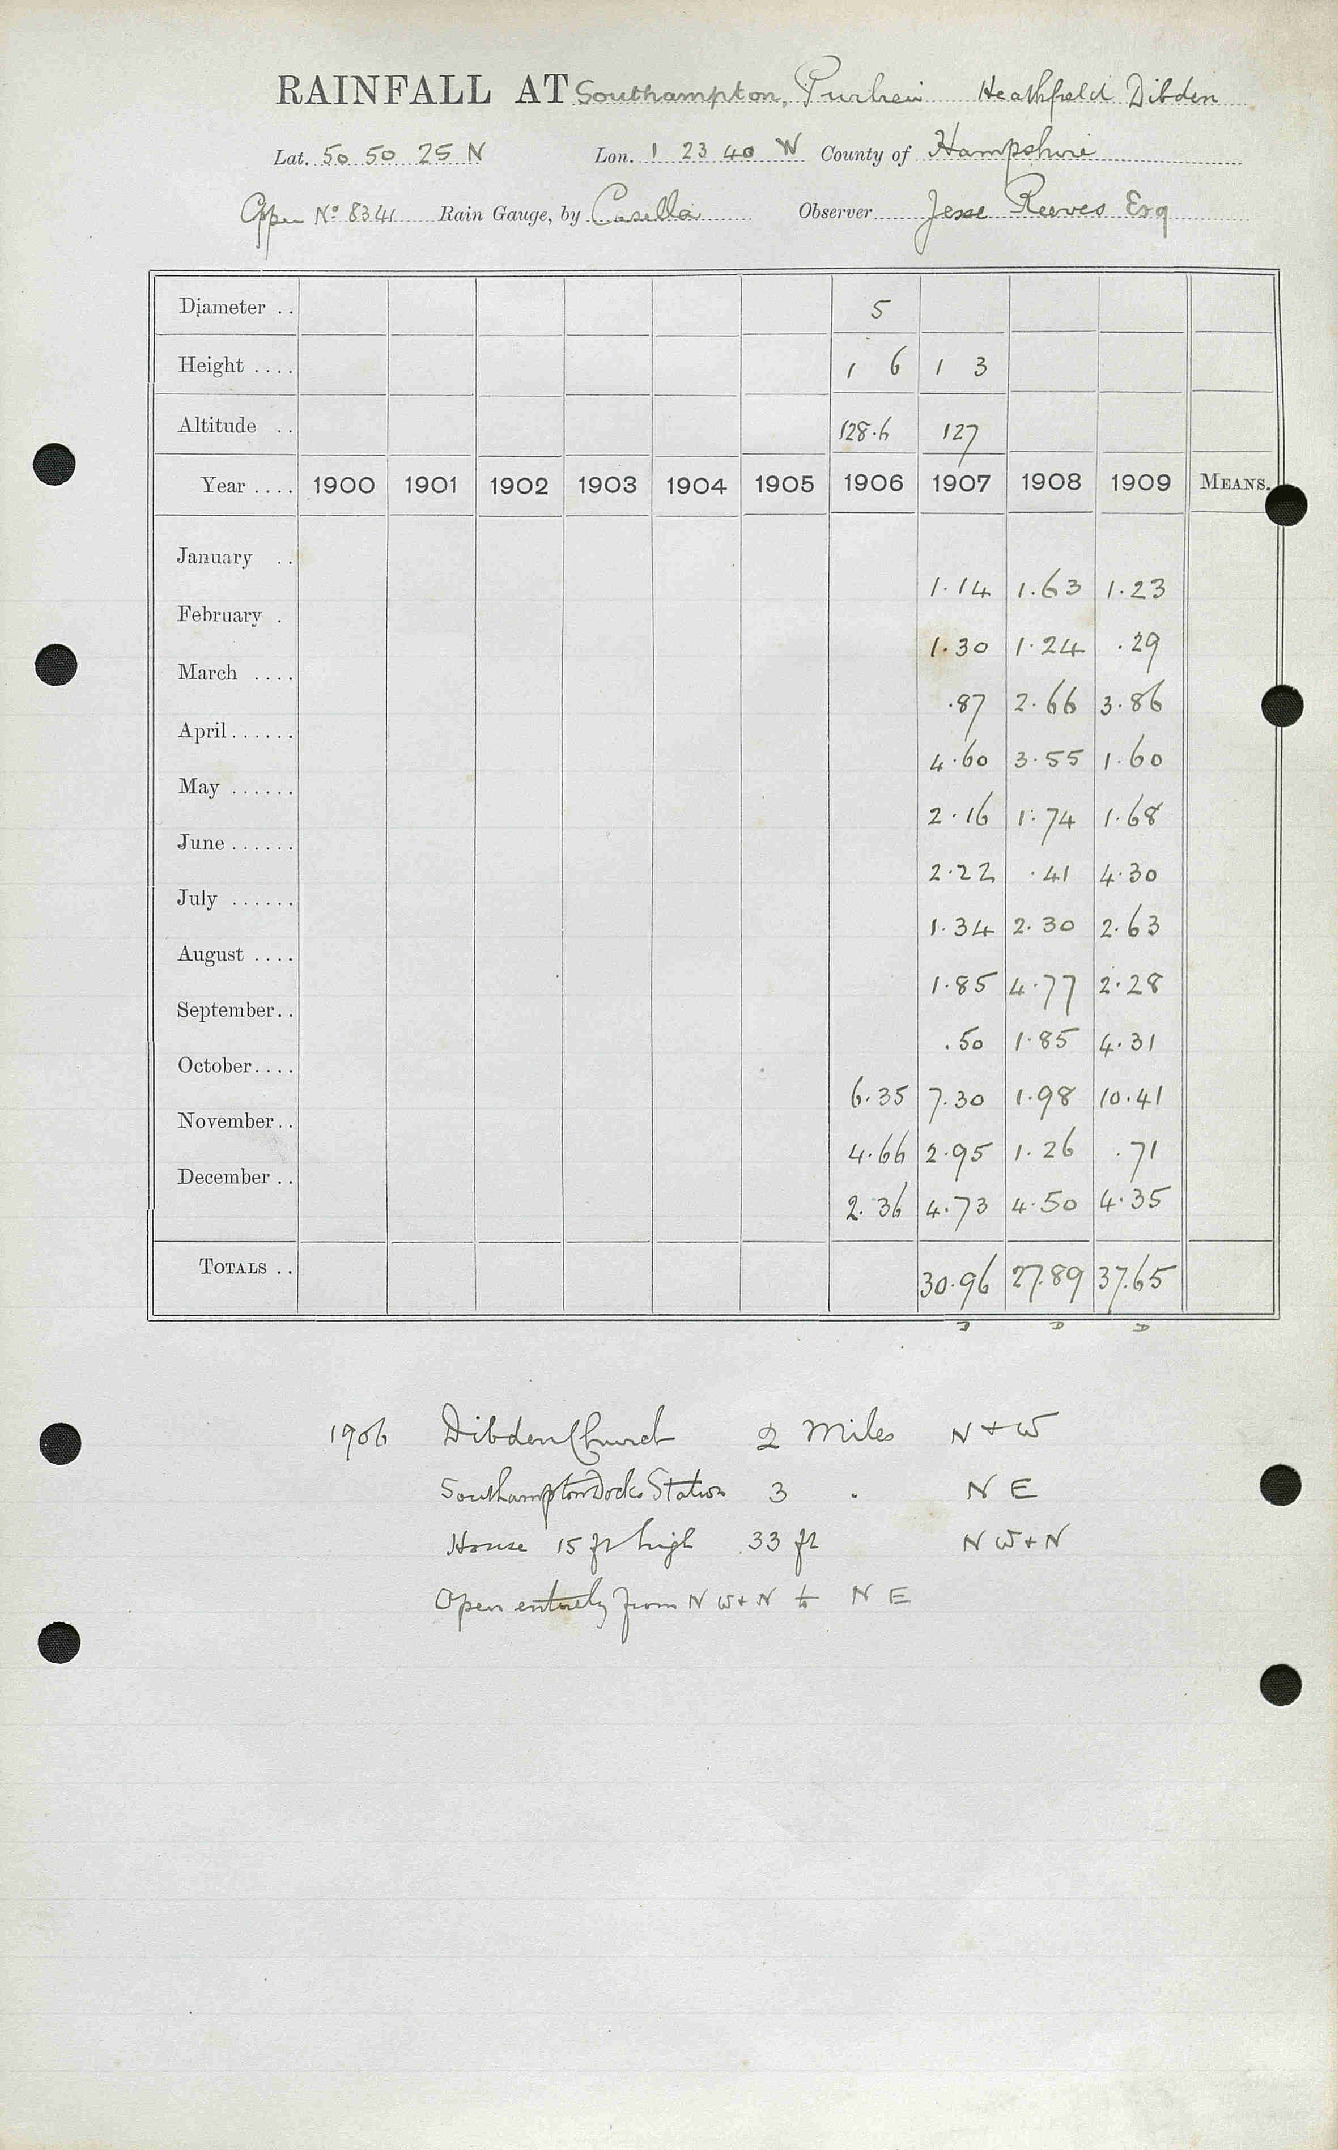 RAINFALL AT Southampton, Heathfield Dibden
Lat. 50 50 25 N Lon. 1 23 40 W County of Hampshire
No 8341 Rain Gauge, by Casella Observer Jesse Reeves Esq
Diameter .. 5
Height .... 1 6 1 3
Altitude .. 128.6 127
Year .... 1900 1901 1902 1903 1904 1905 1906 1907 1908 1909 MEANS.
January ..
1.14 1.63 1.23
February .
1.30 1.24 .29
March ....
.87 2.66 3.86
April......
4.60 3.55 1.60
May ......
2.16 1.74 1.68
June ......
2.22 .41 4.30
July ......
1.34 2.30 2.63
August ....
1.85 4.77 2.28
September..
.50 1.85 4.31
October....
6.35 7.30 1.98 10.41
November..
4.66 2.95 1.26 .71
December ..
2.36 4.73 4.50 4.35
TOTALS .. 30.96 27.89 37.65
D D D
1906 Dibden Church 2 Miles N + W
Southampton Docks Station 3 . N E
House 15 ft high 33 ft N W + N
Open entirely from N W + N to N E